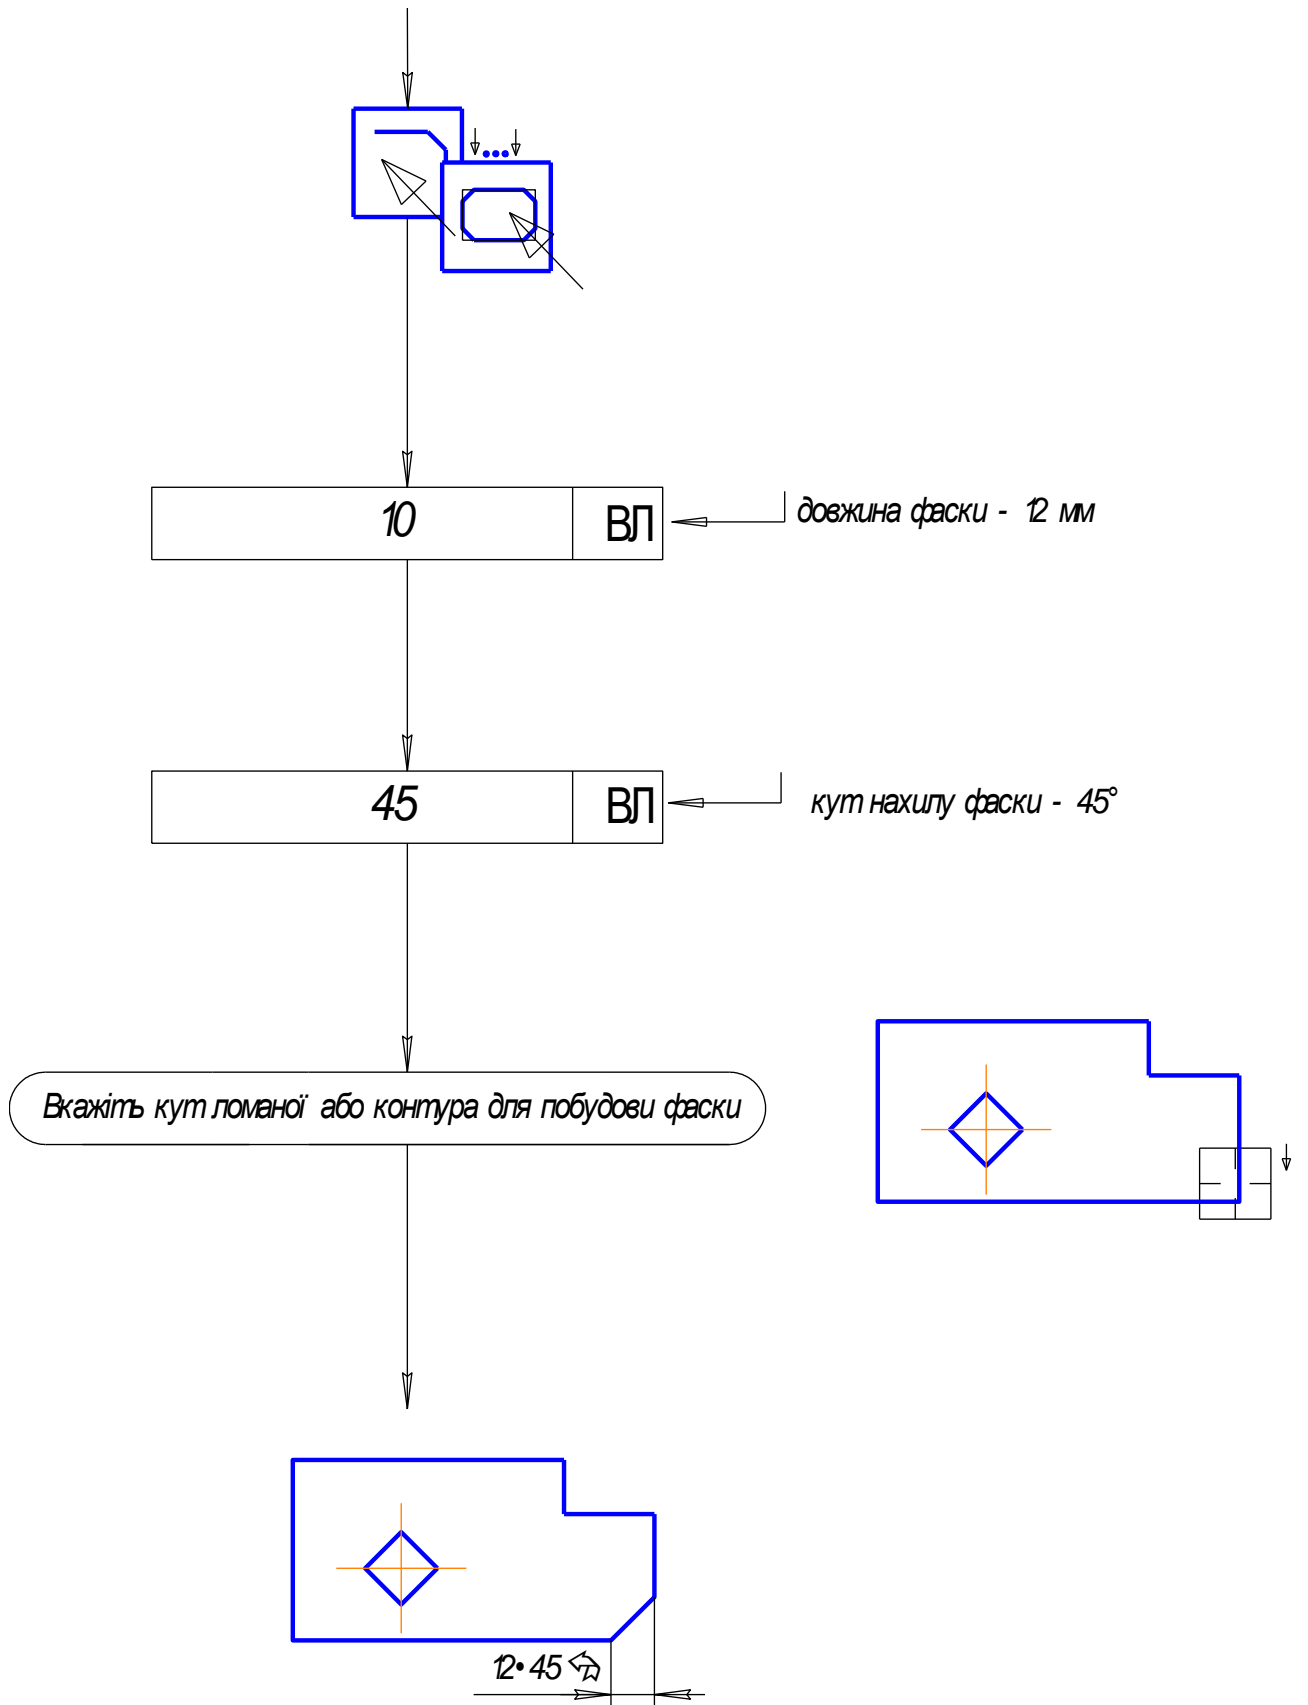 10
ВЛ
довжина фаски - 12 мм
45
ВЛ
кут нахилу фаски - 45°
Вкажіть кут ломаної або контура для побудови фаски
12•45